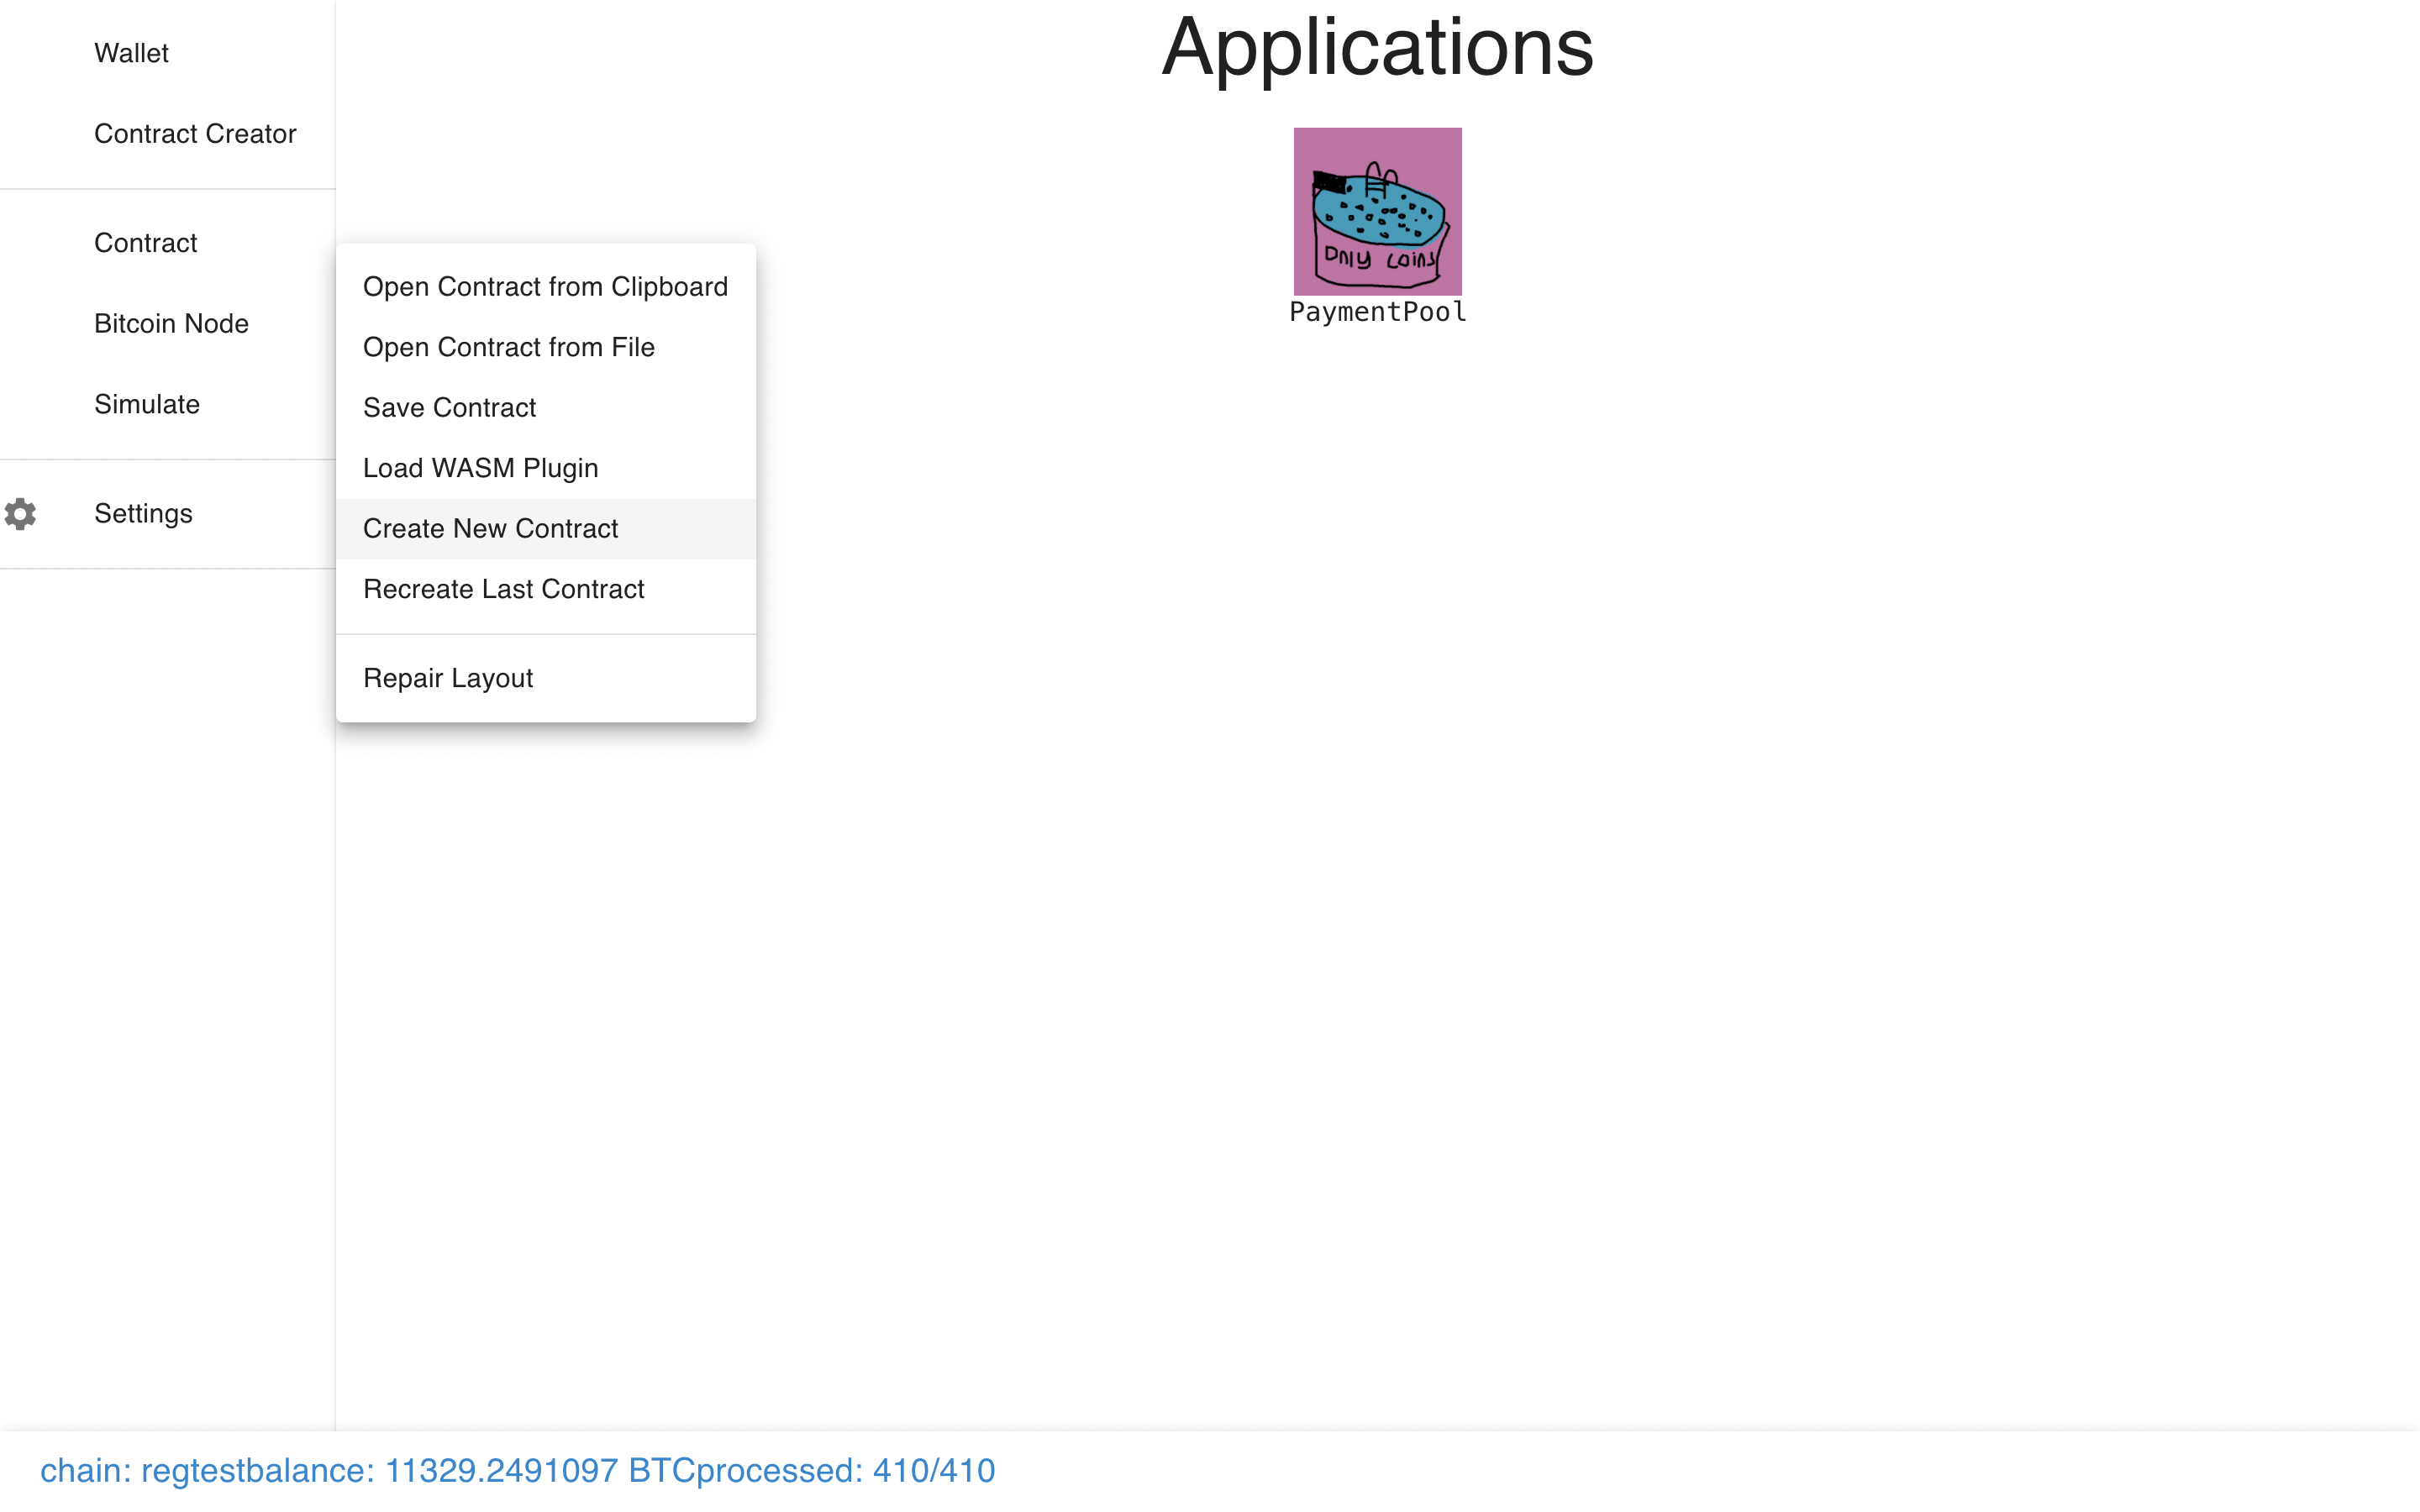 Wallet
Contract Creator
Contract
Bitcoin Node
Simulate
Settings
Open Contract from Clipboard
Open Contract from File
Save Contract
Load WASM Plugin
Create New Contract
Recreate Last Contract
Repair Layout
Applications
Only Coins
PaymentPool
chain: regtestbalance: 11329.2491097 BTCprocessed: 410/410